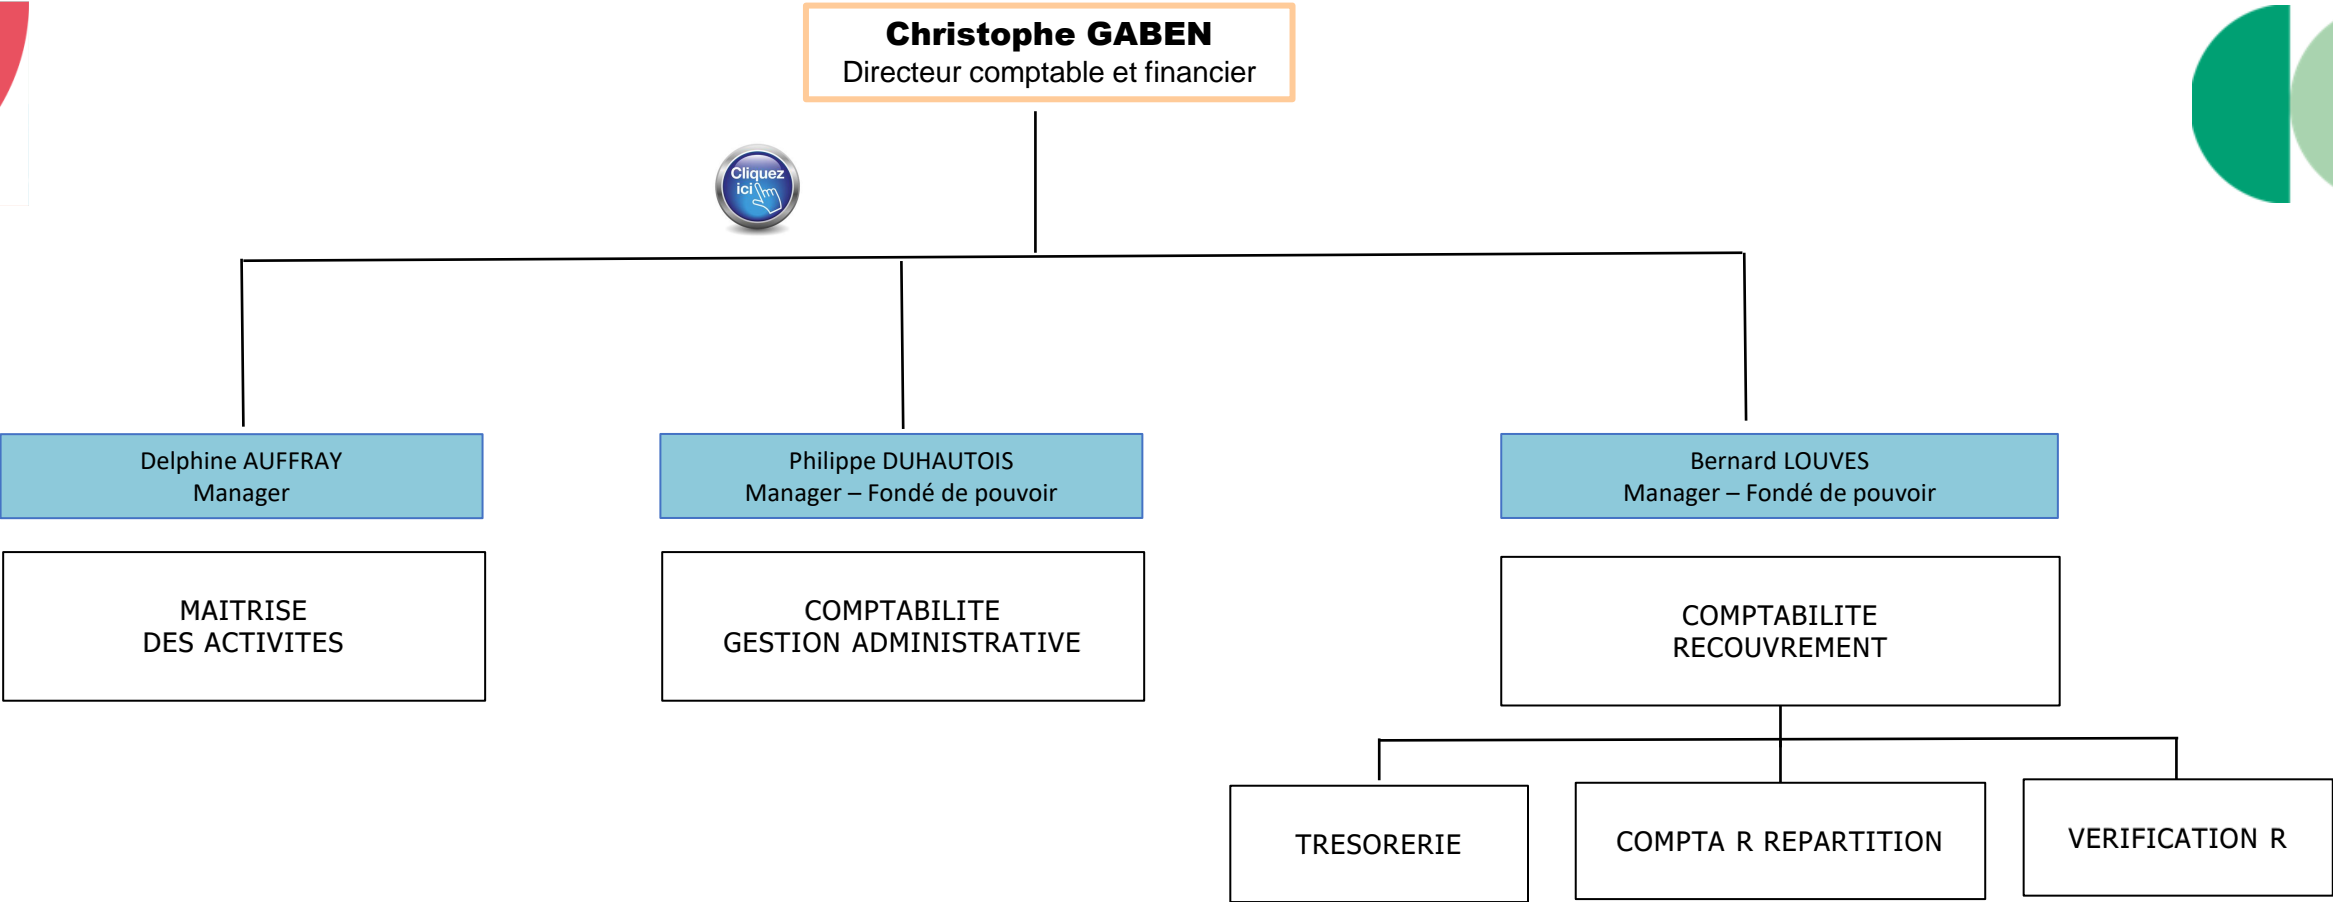 Christophe GABEN
Directeur comptable et financier
Cliquez
ici
Delphine AUFFRAY
Manager
Philippe DUHAUTOIS
Manager – Fondé de pouvoir
Bernard LOUVES
Manager – Fondé de pouvoir
MAITRISE
DES ACTIVITES
COMPTABILITE
GESTION ADMINISTRATIVE
COMPTABILITE
RECOUVREMENT
TRESORERIE
COMPTA R REPARTITION
VERIFICATION R